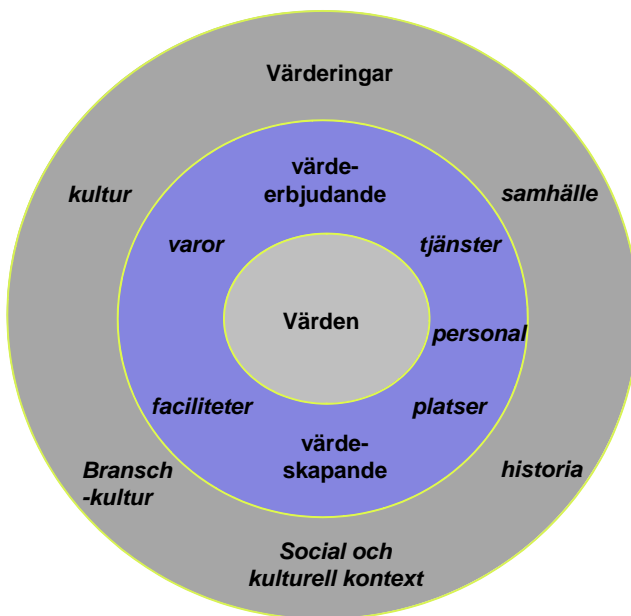 Värderingar
värde-
erbjudande
kultur
samhälle
varor
tjänster
Värden
personal
faciliteter
platser
värde-
skapande
Bransch
-kultur
historia
Social och
kulturell kontext